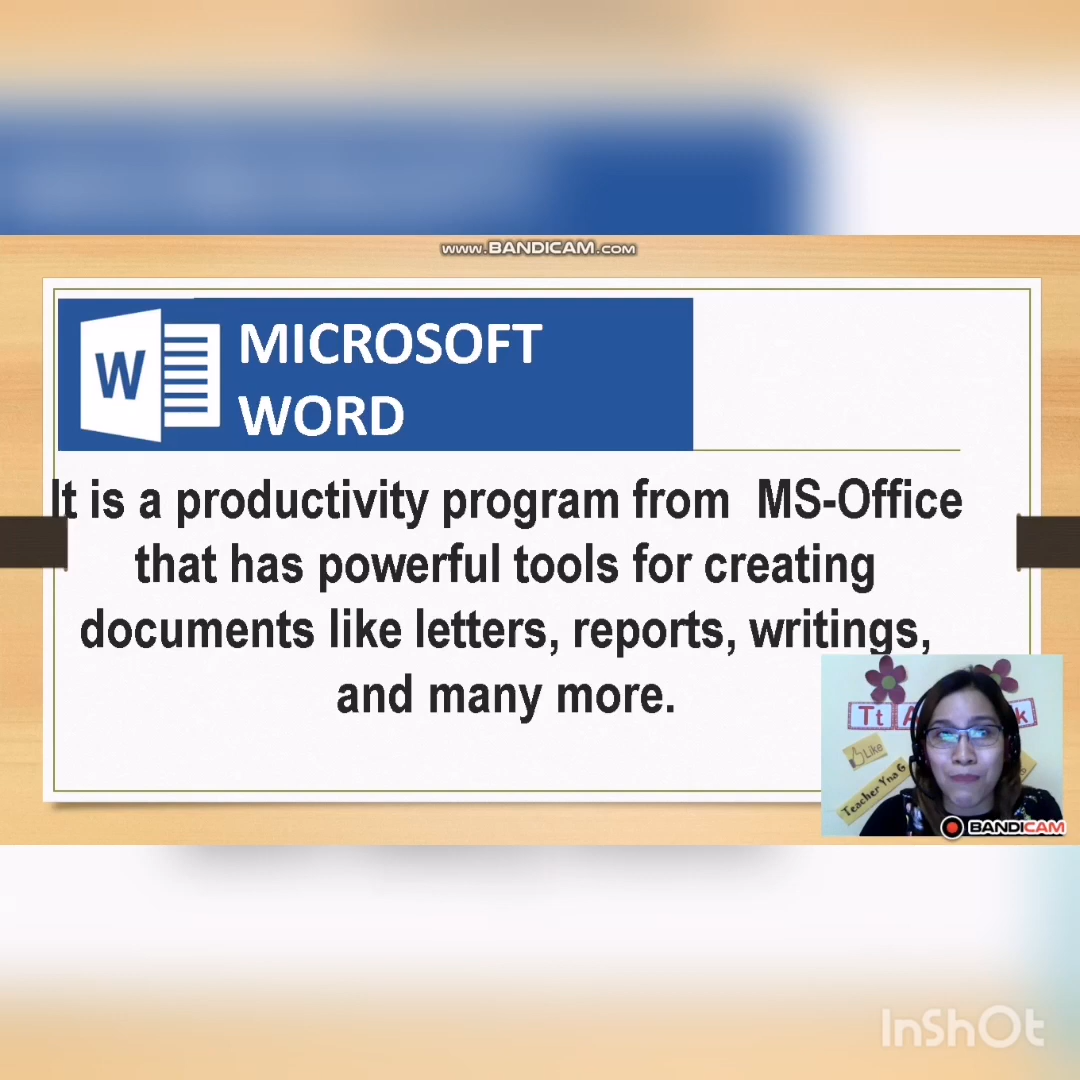 www.BANDICAM.com
W
MICROSOFT
WORD
It is a productivity program from MS-Office
that has powerful tools for creating
documents like letters, reports, writings,
and many more.
Tt A k
Like
Teacher Yna G
BANDICAM
InShOt